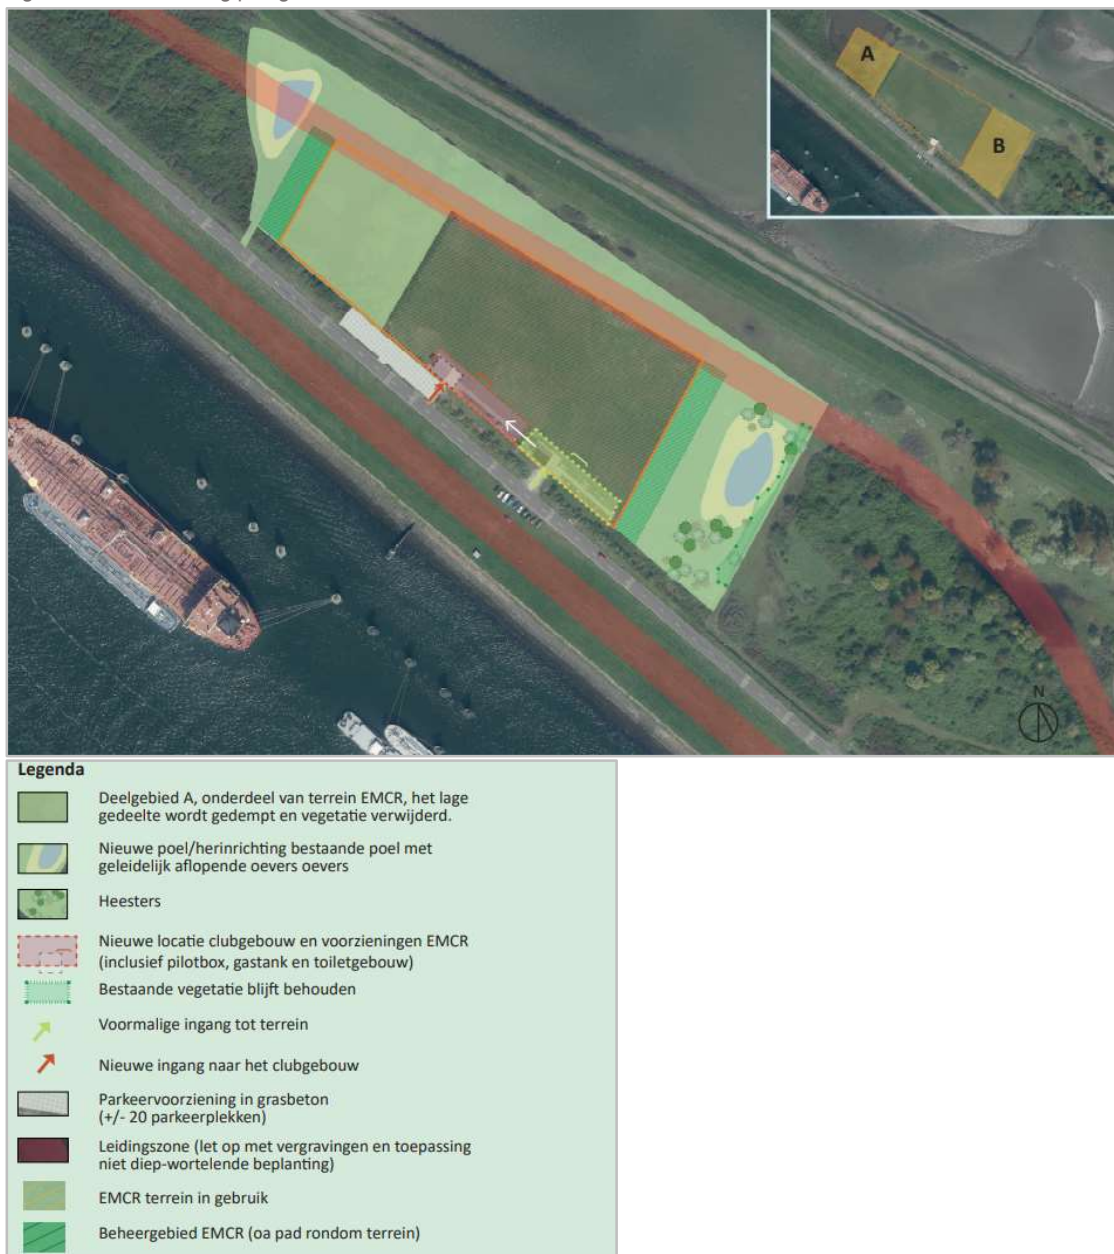 A
B
N
Legenda
Deelgebied A, onderdeel van terrein EMCR, het lage
gedeelte wordt gedempt en vegetatie verwijderd.
Nieuwe poel/herinrichting bestaande poel met
geleidelijk aflopende oevers oevers
Heesters
Nieuwe locatie clubgebouw en voorzieningen EMCR
(inclusief pilotbox, gastank en toiletgebouw)
Bestaande vegetatie blijft behouden
Voormalige ingang tot terrein
Nieuwe ingang naar het clubgebouw
Parkeervoorziening in grasbeton
(+/- 20 parkeerplekken)
Leidingszone (let op met vergravingen en toepassing
niet diep-wortelende beplanting)
EMCR terrein in gebruik
Beheergebied EMCR (oa pad rondom terrein)